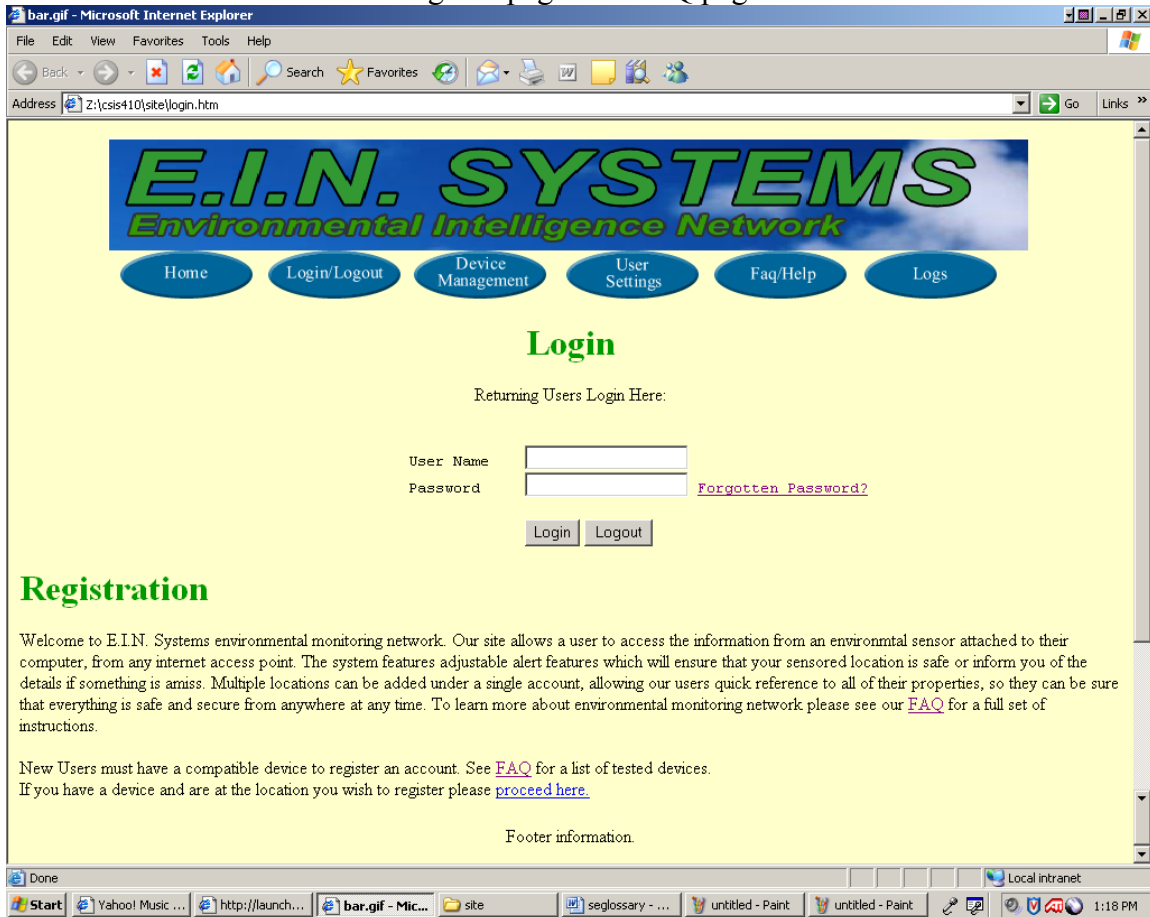 bar.gif - Microsoft Internet Explorer
File Edit View Favorites Tools Help
Back Search Favorites
Address Z:\csis410\site\login.htm Go Links »
E.I.N. SYSTEMS
Environmental Intelligence Network
Home Login/Logout Device Management User Settings Faq/Help Logs
Login
Returning Users Login Here:
User Name
Password Forgotten Password?
Login Logout
Registration
Welcome to E.I.N. Systems environmental monitoring network. Our site allows a user to access the information from an environmtal sensor attached to their
computer, from any internet access point. The system features adjustable alert features which will ensure that your sensored location is safe or inform you of the
details if something is amiss. Multiple locations can be added under a single account, allowing our users quick reference to all of their properties, so they can be sure
that everything is safe and secure from anywhere at any time. To learn more about environmental monitoring network please see our FAQ for a full set of
instructions.
New Users must have a compatible device to register an account. See FAQ for a list of tested devices.
If you have a device and are at the location you wish to register please proceed here.
Footer information.
Done Local intranet
Start Yahoo! Music ... http://launch... bar.gif - Mic... site seglossary - ... untitled - Paint untitled - Paint 1:18 PM